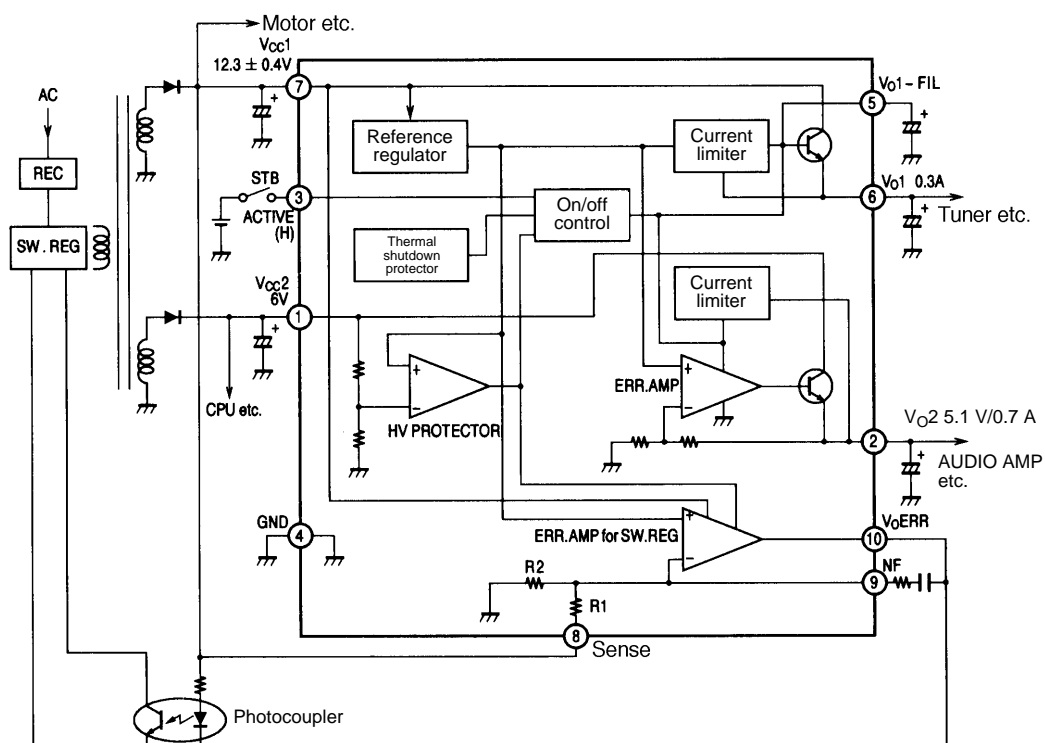 Motor etc.
VCC1
12.3 ± 0.4V
7
AC
REC
SW.REG
Reference
regulator
Current
limiter
VO1-FIL
5
STB
3
ACTIVE
(H)
On/off
control
VO1 0.3A
6
Tuner etc.
Thermal
shutdown
protector
VCC2
6V
1
Current
limiter
CPU etc.
+
−
HV PROTECTOR
ERR.AMP
+
−
VO2 5.1 V/0.7 A
2
AUDIO AMP
etc.
GND
4
ERR.AMP for SW.REG
+
−
VOERR
10
NF
9
R2
R1
8
Sense
Photocoupler